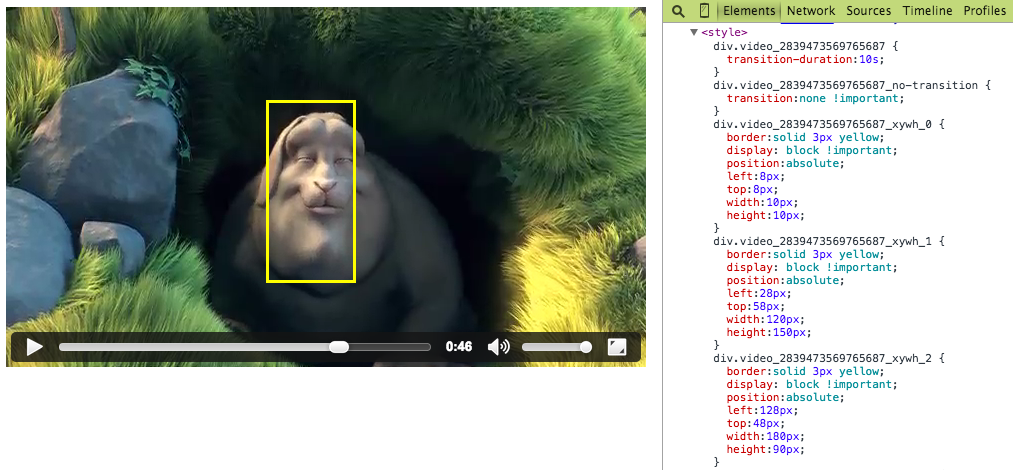 Elements Network Sources Timeline Profiles
<style>
div.video_2839473569765687 {
transition-duration:10s;
}
div.video_2839473569765687_no-transition {
transition:none !important;
}
div.video_2839473569765687_xywh_0 {
border:solid 3px yellow;
display: block !important;
position:absolute;
left:8px;
top:8px;
width:10px;
height:10px;
}
div.video_2839473569765687_xywh_1 {
border:solid 3px yellow;
display: block !important;
position:absolute;
left:28px;
top:58px;
width:120px;
height:150px;
}
div.video_2839473569765687_xywh_2 {
border:solid 3px yellow;
display: block !important;
position:absolute;
left:128px;
top:48px;
width:180px;
height:90px;
}
0:46